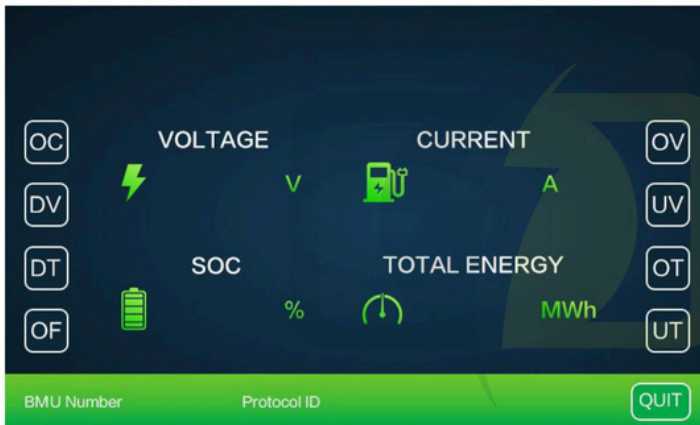 OC
VOLTAGE
CURRENT
OV
V
A
DV
UV
DT
SOC
TOTAL ENERGY
OT
%
MWh
OF
UT
BMU Number
Protocol ID
QUIT